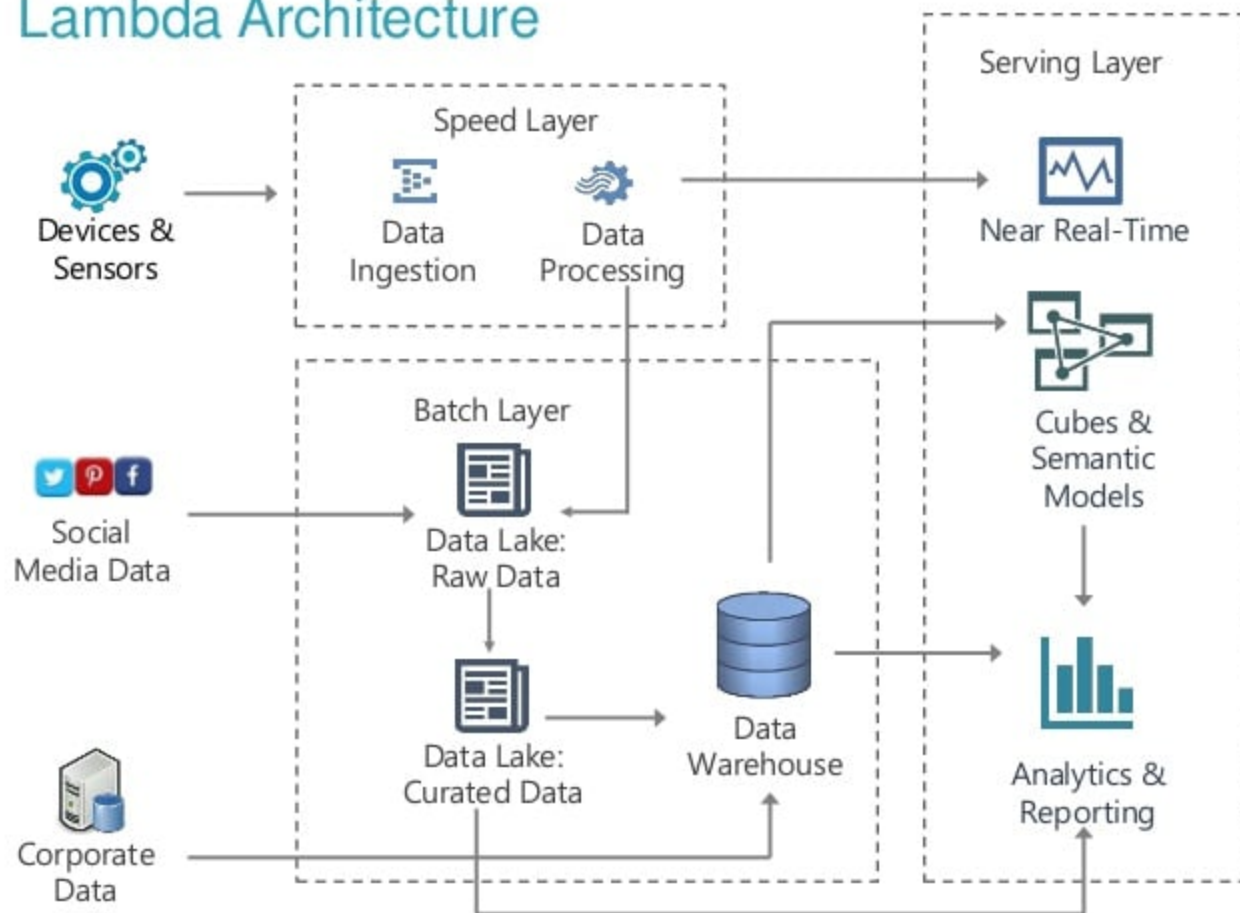 Lambda Architecture
Serving Layer
Speed Layer
Devices &
Sensors
Data
Ingestion
Data
Processing
Near Real-Time
Batch Layer
Cubes &
Semantic
Models
Social
Media Data
Data Lake:
Raw Data
Data Lake:
Curated Data
Data
Warehouse
Analytics &
Reporting
Corporate
Data